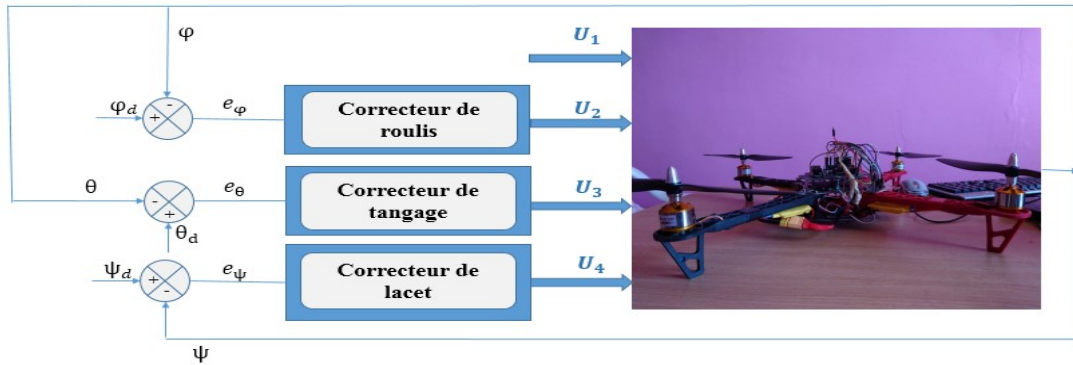 φ
U₁
φ_d
+
-
e_φ
Correcteur de
roulis
U₂
θ
-
+
e_θ
Correcteur de
tangage
U₃
θ_d
ψ_d
+
-
e_ψ
Correcteur de
lacet
U₄
ψ